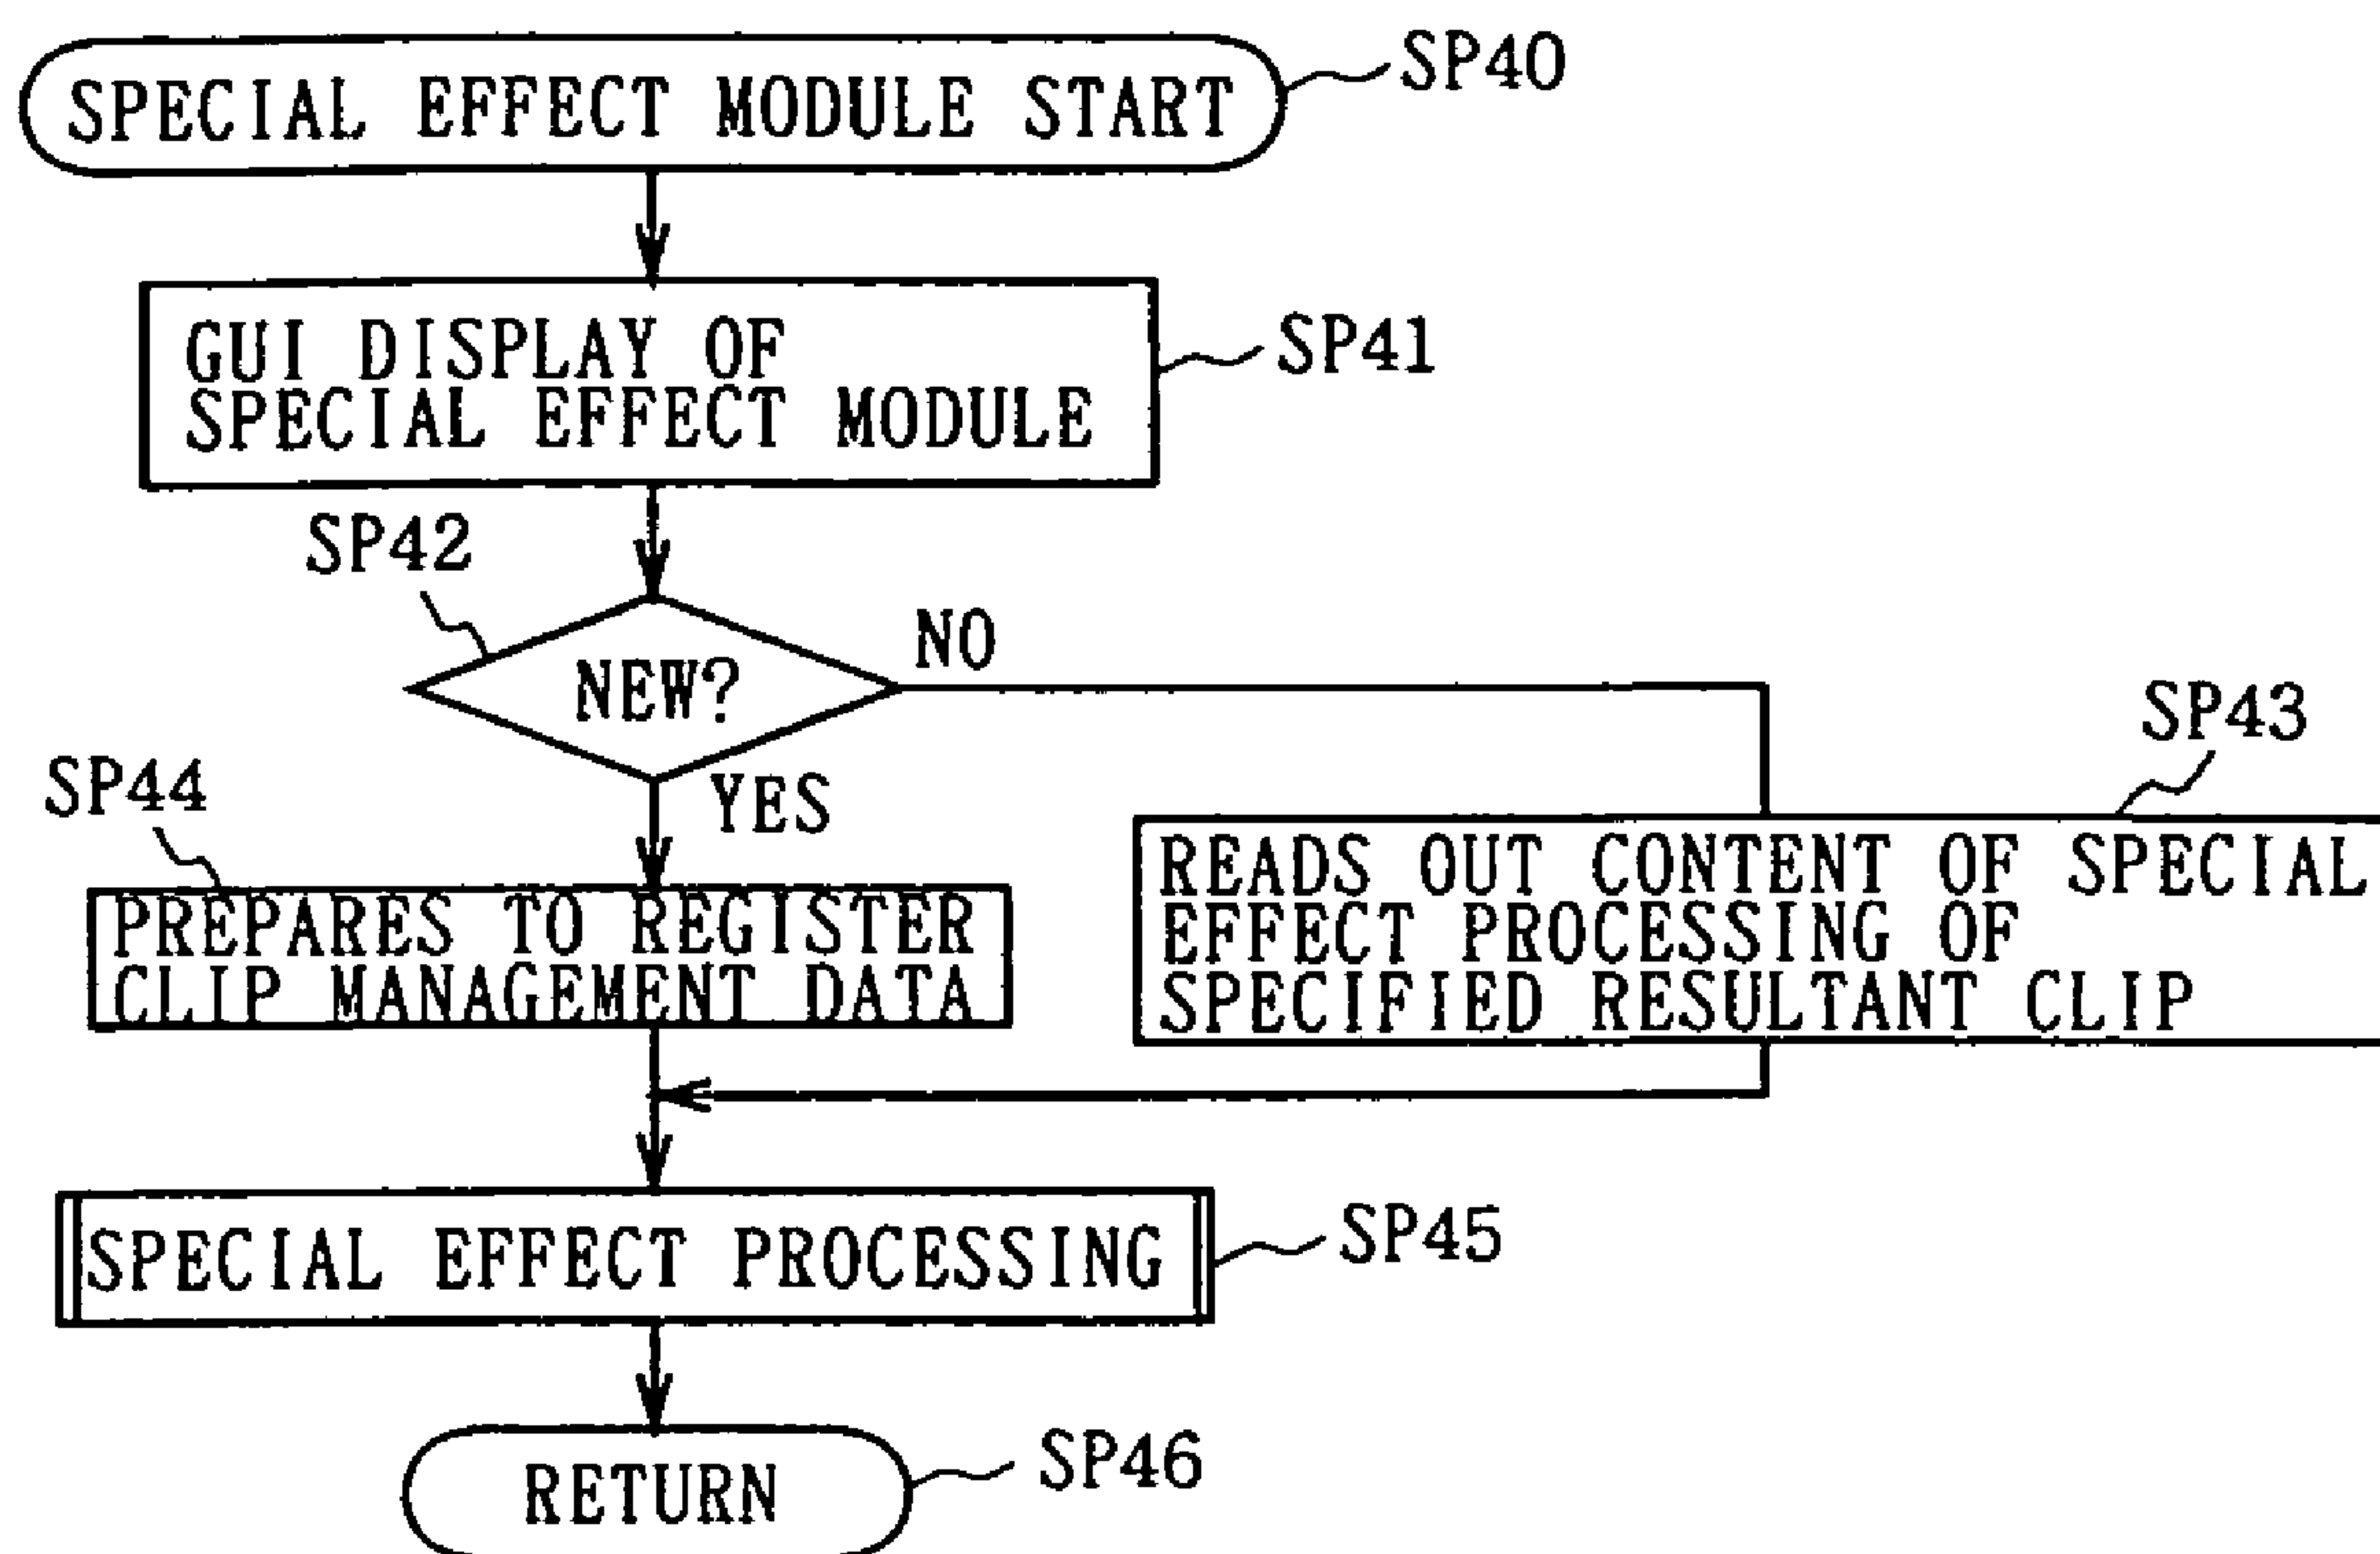 SPECIAL EFFECT MODULE START
SP40
GUI DISPLAY OF
SPECIAL EFFECT MODULE
SP41
SP42
NEW?
NO
YES
SP43
READS OUT CONTENT OF SPECIAL
EFFECT PROCESSING OF
SPECIFIED RESULTANT CLIP
SP44
PREPARES TO REGISTER
CLIP MANAGEMENT DATA
SPECIAL EFFECT PROCESSING
SP45
RETURN
SP46